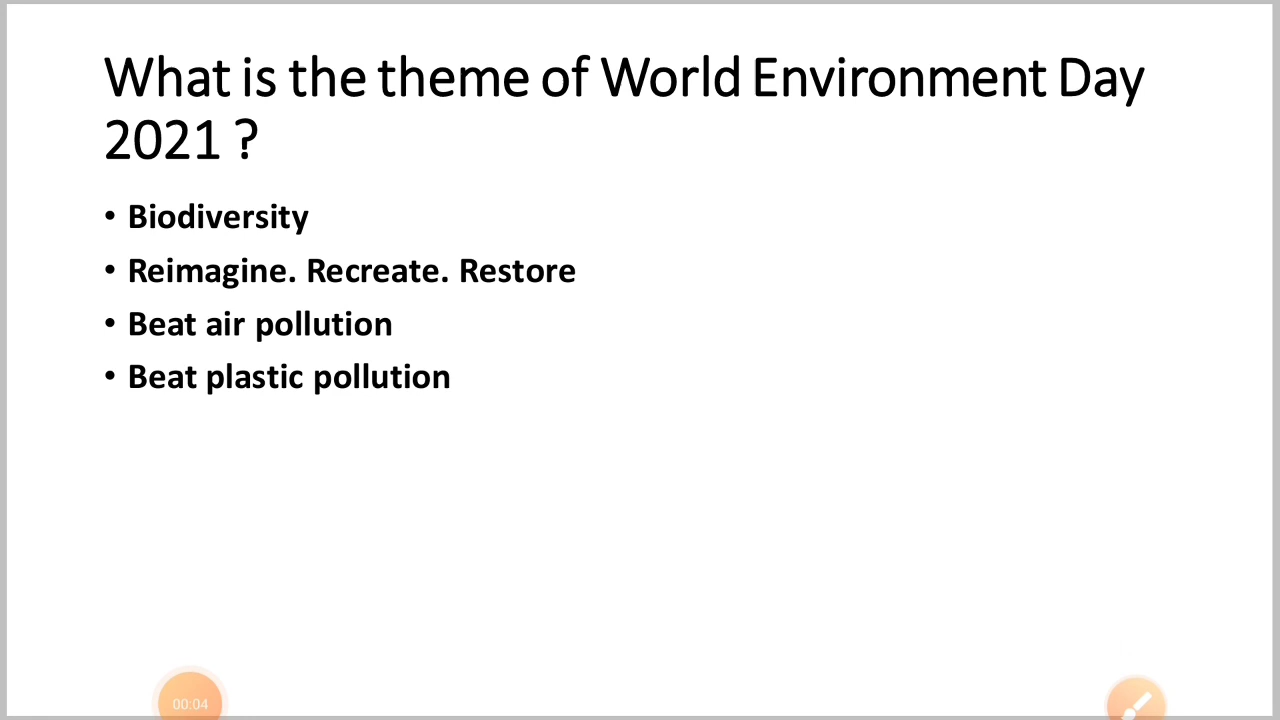 What is the theme of World Environment Day
2021 ?
• Biodiversity
• Reimagine. Recreate. Restore
• Beat air pollution
• Beat plastic pollution
00:04